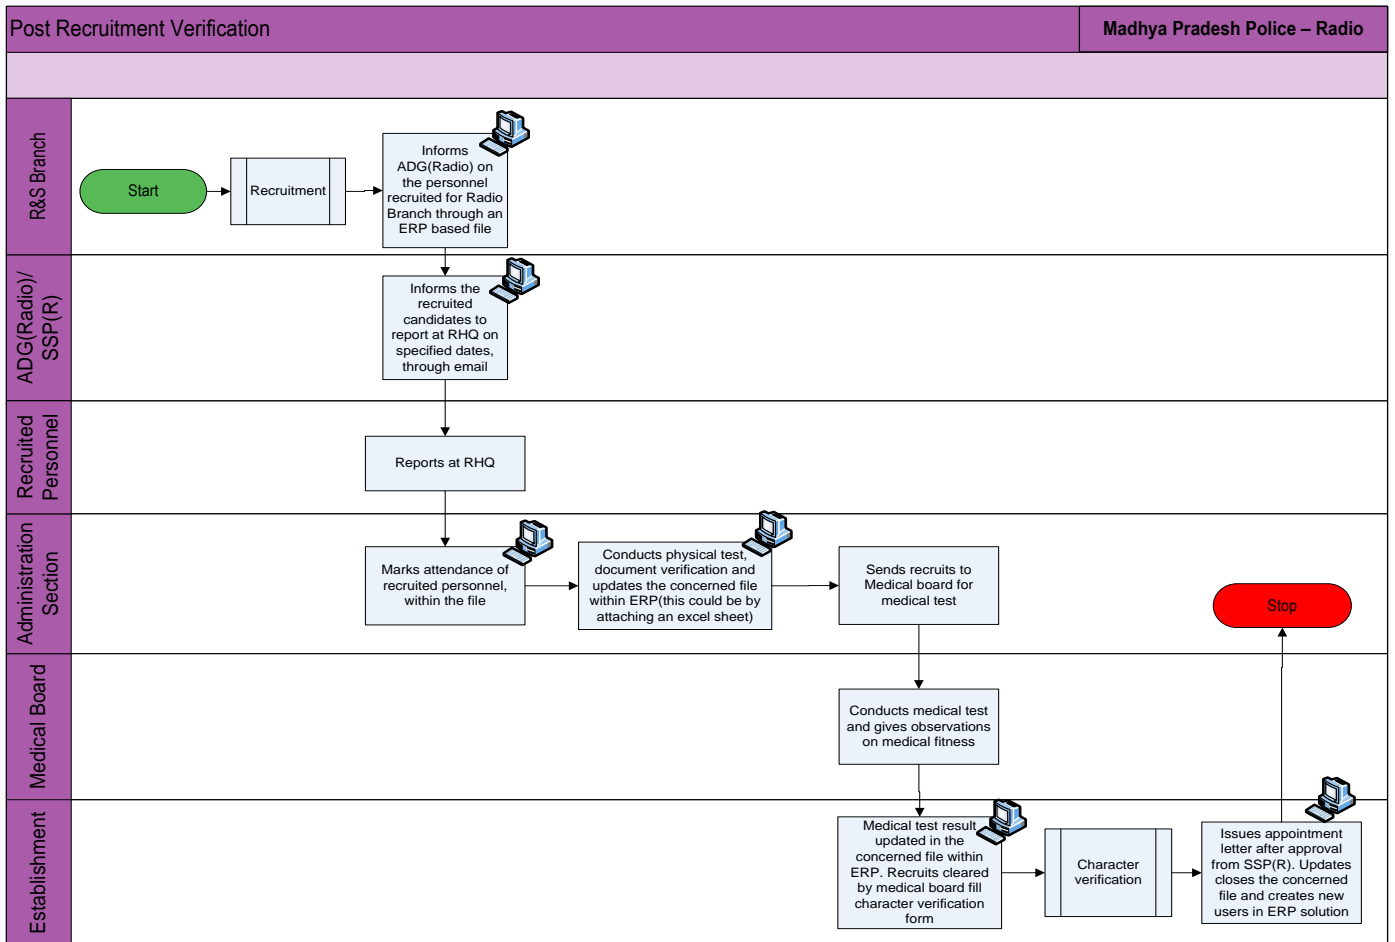 Post Recruitment Verification
Madhya Pradesh Police – Radio
R&S Branch
Start
Recruitment
Informs
ADG(Radio) on
the personnel
recruited for Radio
Branch through an
ERP based file
ADG(Radio)/
SSP(R)
Informs the
recruited
candidates to
report at RHQ on
specified dates,
through email
Recruited
Personnel
Reports at RHQ
Administration
Section
Marks attendance of
recruited personnel,
within the file
Conducts physical test,
document verification and
updates the concerned file
within ERP(this could be by
attaching an excel sheet)
Sends recruits to
Medical board for
medical test
Stop
Medical Board
Conducts medical test
and gives observations
on medical fitness
Establishment
Medical test result
updated in the
concerned file within
ERP. Recruits cleared
by medical board fill
character verification
form
Character
verification
Issues appointment
letter after approval
from SSP(R). Updates
closes the concerned
file and creates new
users in ERP solution